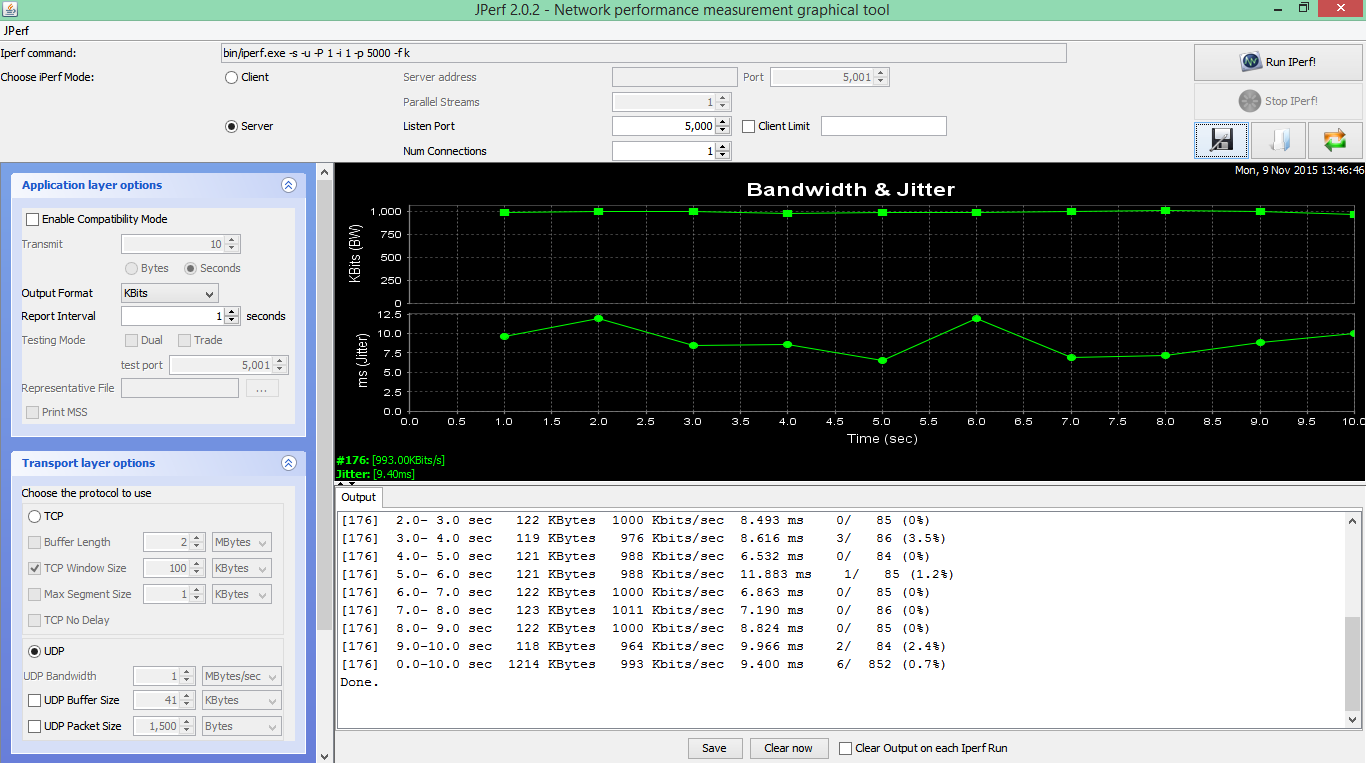 JPerf 2.0.2 - Network performance measurement graphical tool
JPerf
Iperf command:
bin/iperf.exe -s -u -P 1 -i 1 -p 5000 -f k
Choose iPerf Mode:
Client
Server address
Port
5,001
Parallel Streams
1
Server
Listen Port
5,000
Client Limit
Num Connections
1
Run IPerf!
Stop IPerf!
Application layer options
Enable Compatibility Mode
Transmit
10
Bytes
Seconds
Output Format
KBits
Report Interval
1
seconds
Testing Mode
Dual
Trade
test port
5,001
Representative File
...
Print MSS
Transport layer options
Choose the protocol to use
TCP
Buffer Length
2
MBytes
TCP Window Size
100
KBytes
Max Segment Size
1
KBytes
TCP No Delay
UDP
UDP Bandwidth
1
MBytes/sec
UDP Buffer Size
41
KBytes
UDP Packet Size
1,500
Bytes
Mon, 9 Nov 2015 13:46:46
Bandwidth & Jitter
KBits (BW)
1,000
750
500
250
0
ms (Jitter)
12.5
10.0
7.5
5.0
2.5
0.0
0.0 0.5 1.0 1.5 2.0 2.5 3.0 3.5 4.0 4.5 5.0 5.5 6.0 6.5 7.0 7.5 8.0 8.5 9.0 9.5 10.0
Time (sec)
#176: [993.00KBits/s]
Jitter: [9.40ms]
Output
[176] 2.0- 3.0 sec 122 KBytes 1000 Kbits/sec 8.493 ms 0/ 85 (0%)
[176] 3.0- 4.0 sec 119 KBytes 976 Kbits/sec 8.616 ms 3/ 86 (3.5%)
[176] 4.0- 5.0 sec 121 KBytes 988 Kbits/sec 6.532 ms 0/ 84 (0%)
[176] 5.0- 6.0 sec 121 KBytes 988 Kbits/sec 11.883 ms 1/ 85 (1.2%)
[176] 6.0- 7.0 sec 122 KBytes 1000 Kbits/sec 6.863 ms 0/ 85 (0%)
[176] 7.0- 8.0 sec 123 KBytes 1011 Kbits/sec 7.190 ms 0/ 86 (0%)
[176] 8.0- 9.0 sec 122 KBytes 1000 Kbits/sec 8.824 ms 0/ 85 (0%)
[176] 9.0-10.0 sec 118 KBytes 964 Kbits/sec 9.966 ms 2/ 84 (2.4%)
[176] 0.0-10.0 sec 1214 KBytes 993 Kbits/sec 9.400 ms 6/ 852 (0.7%)
Done.
Save
Clear now
Clear Output on each Iperf Run